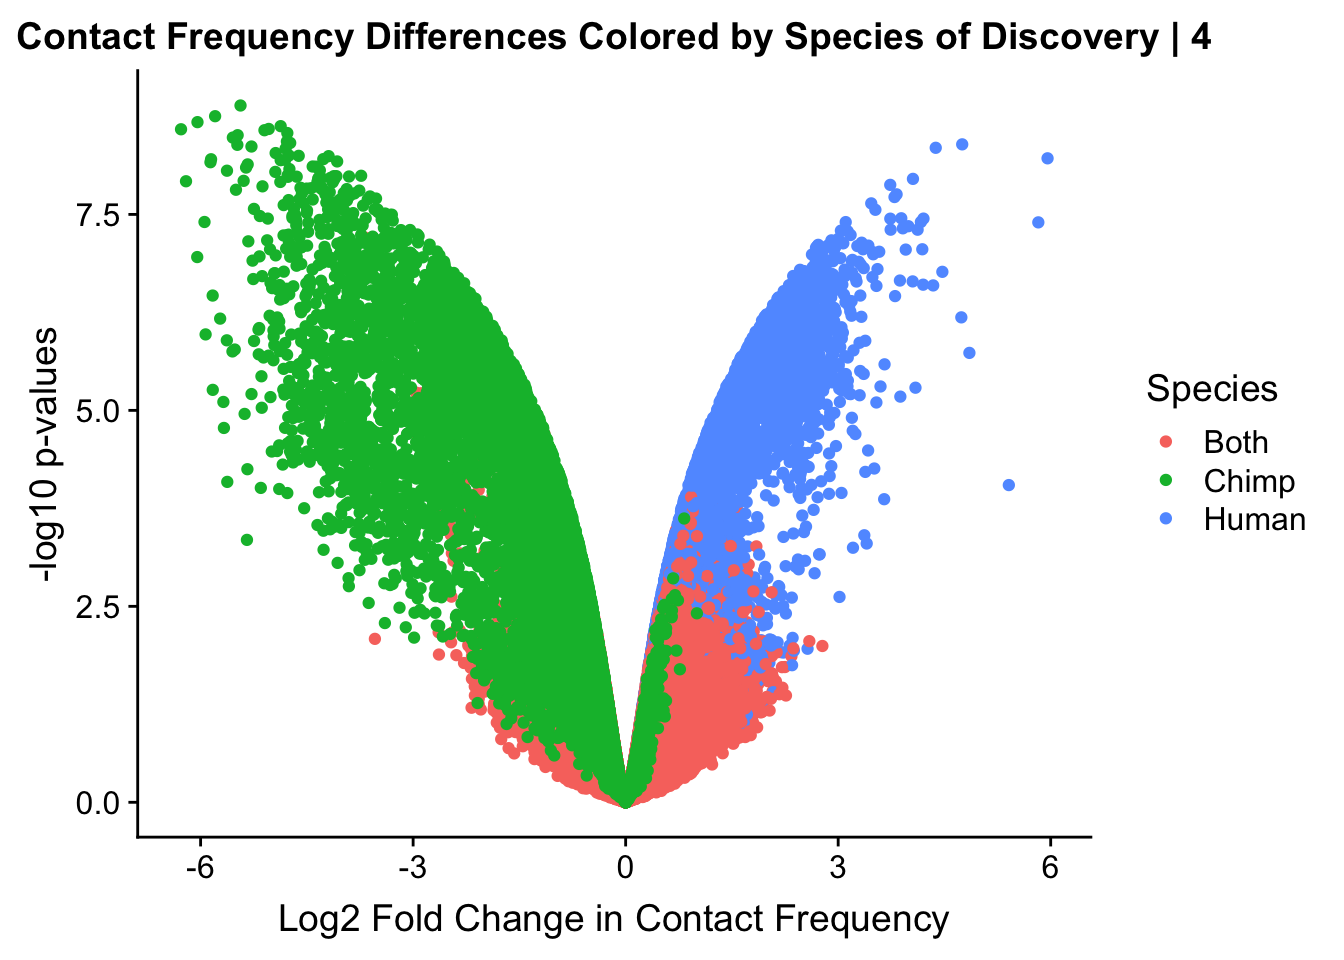 Contact Frequency Differences Colored by Species of Discovery | 4
-log10 p-values
7.5
5.0
2.5
0.0
-6
-3
0
3
6
Log2 Fold Change in Contact Frequency
Species
Both
Chimp
Human